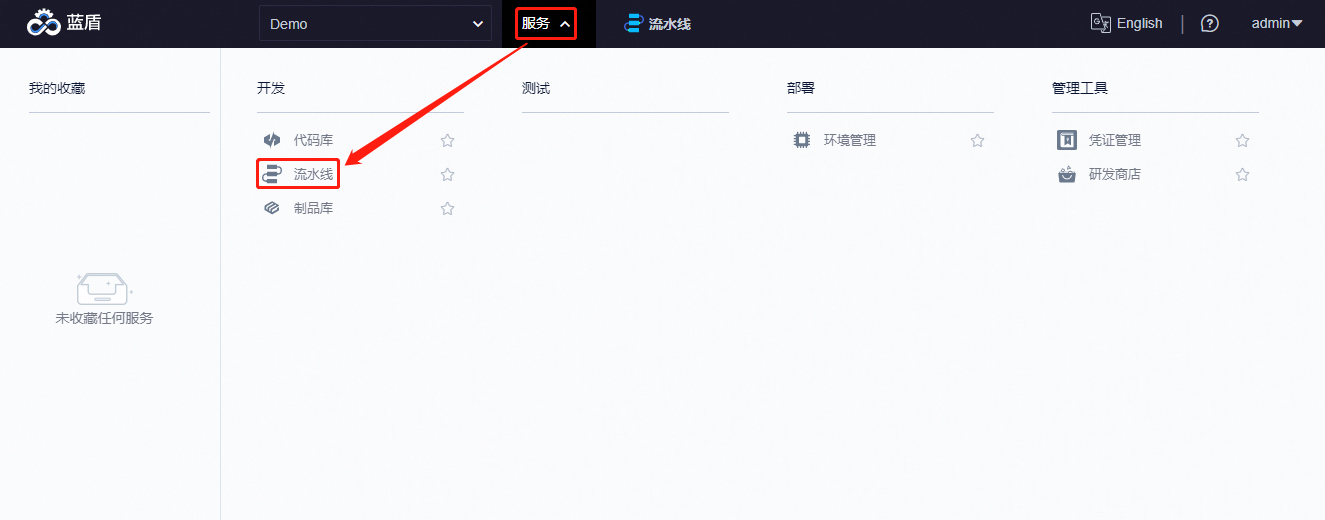 蓝盾
Demo
服务
流水线
English
admin
我的收藏
未收藏任何服务
开发
代码库
流水线
制品库
测试
部署
环境管理
管理工具
凭证管理
研发商店